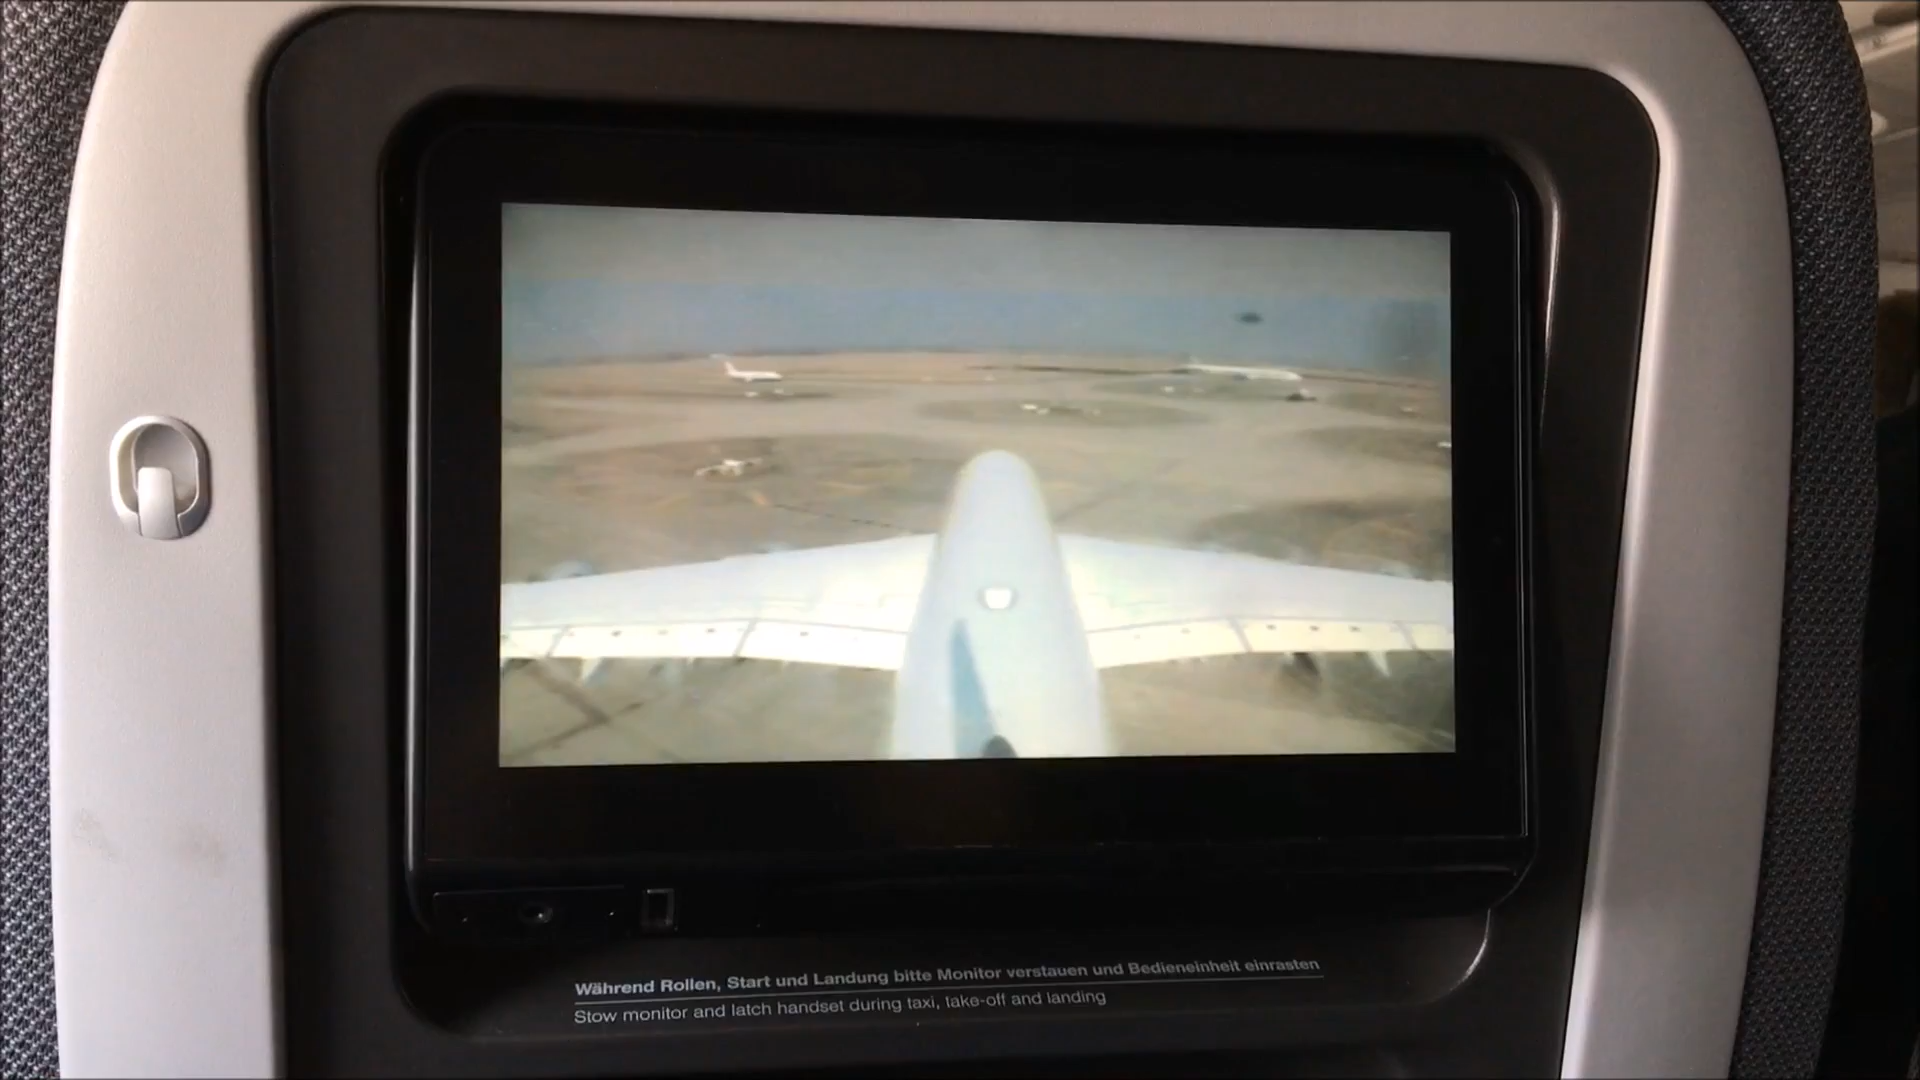 Während Rollen, Start und Landung bitte Monitor verstauen und Bedieneinheit einrasten
Stow monitor and latch handset during taxi, take-off and landing